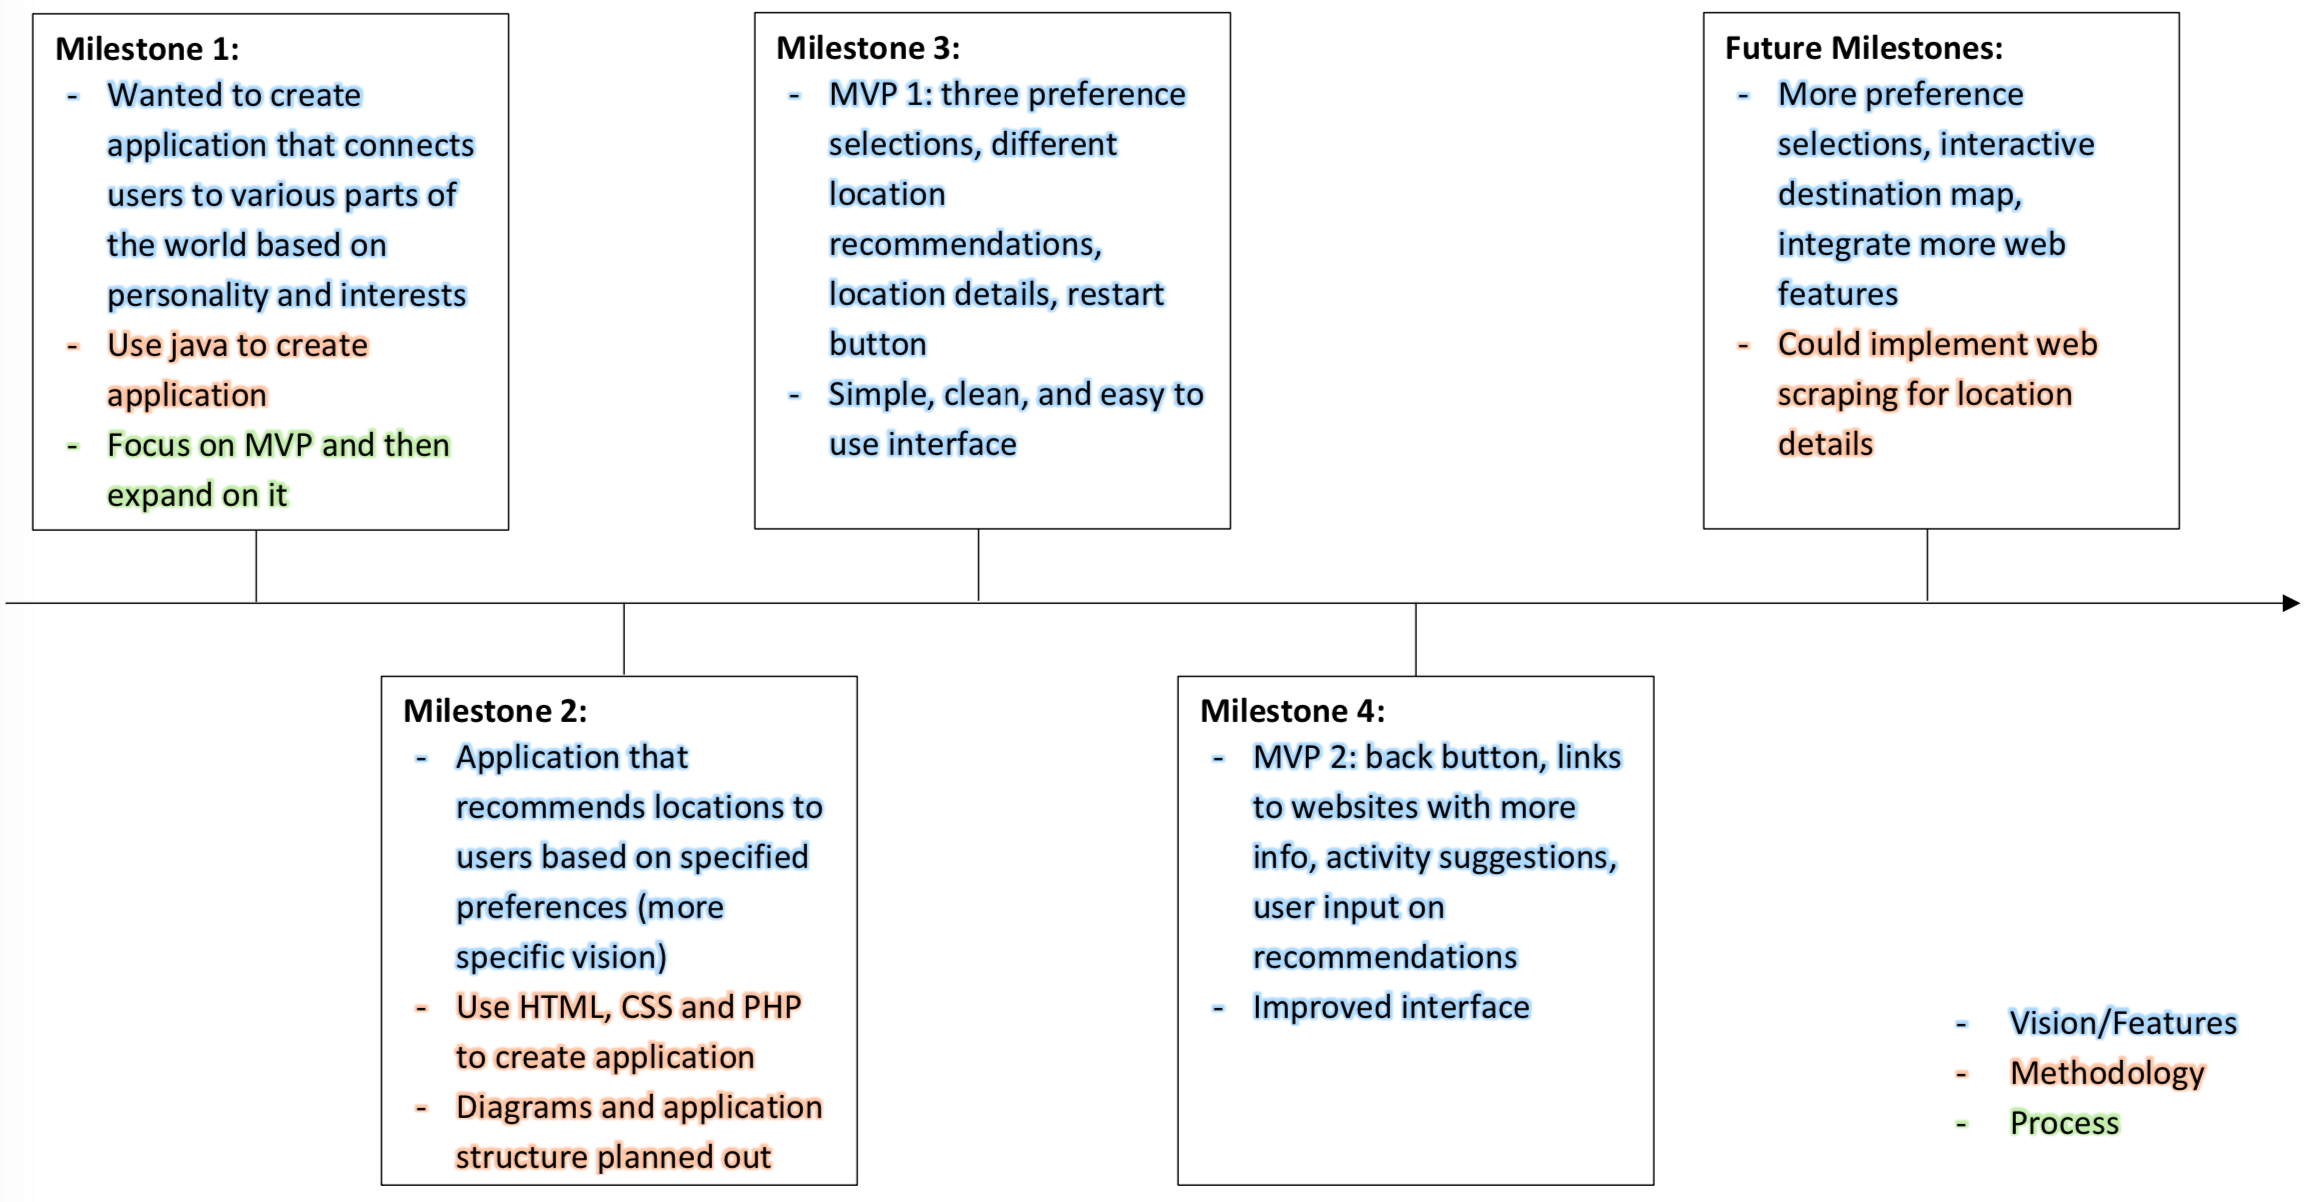 Milestone 1:
- Wanted to create
application that connects
users to various parts of
the world based on
personality and interests
- Use java to create
application
- Focus on MVP and then
expand on it
Milestone 3:
- MVP 1: three preference
selections, different
location
recommendations,
location details, restart
button
- Simple, clean, and easy to
use interface
Future Milestones:
- More preference
selections, interactive
destination map,
integrate more web
features
- Could implement web
scraping for location
details
Milestone 2:
- Application that
recommends locations to
users based on specified
preferences (more
specific vision)
- Use HTML, CSS and PHP
to create application
- Diagrams and application
structure planned out
Milestone 4:
- MVP 2: back button, links
to websites with more
info, activity suggestions,
user input on
recommendations
- Improved interface
- Vision/Features
- Methodology
- Process